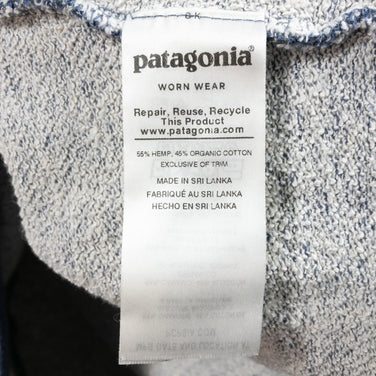 patagonia®
WORN WEAR
Repair, Reuse, Recycle
This Product
www.patagonia.com
55% HEMP, 45% ORGANIC COTTON
EXCLUSIVE OF TRIM
MADE IN SRI LANKA
FABRIQUÉ AU SRI LANKA
HECHO EN SRI LANKA